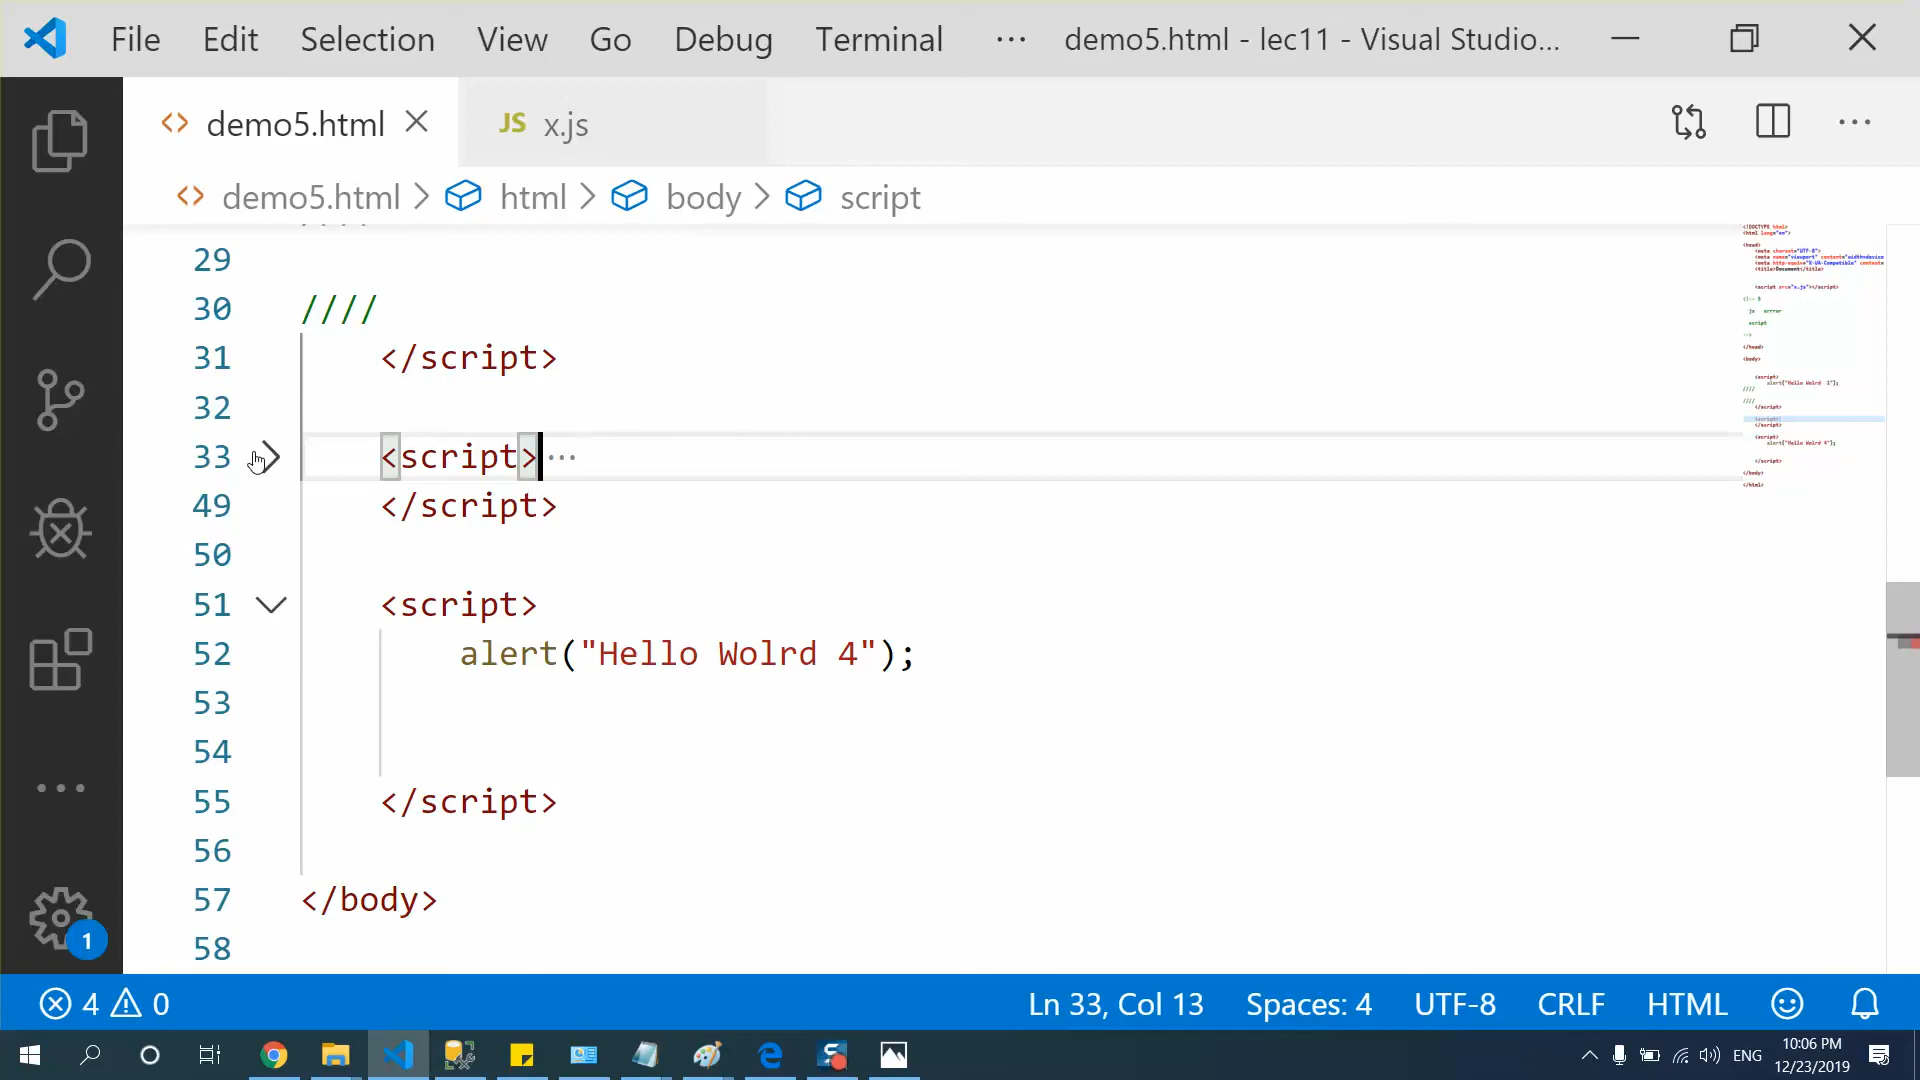 File Edit Selection View Go Debug Terminal ··· demo5.html - lec11 - Visual Studio...
demo5.html JS x.js
demo5.html html body script
29
30 ////
31 </script>
32
33 <script>···
49 </script>
50
51 <script>
52 alert("Hello Wolrd 4");
53
54
55 </script>
56
57 </body>
58
1
4 0 Ln 33, Col 13 Spaces: 4 UTF-8 CRLF HTML
ENG 10:06 PM
12/23/2019